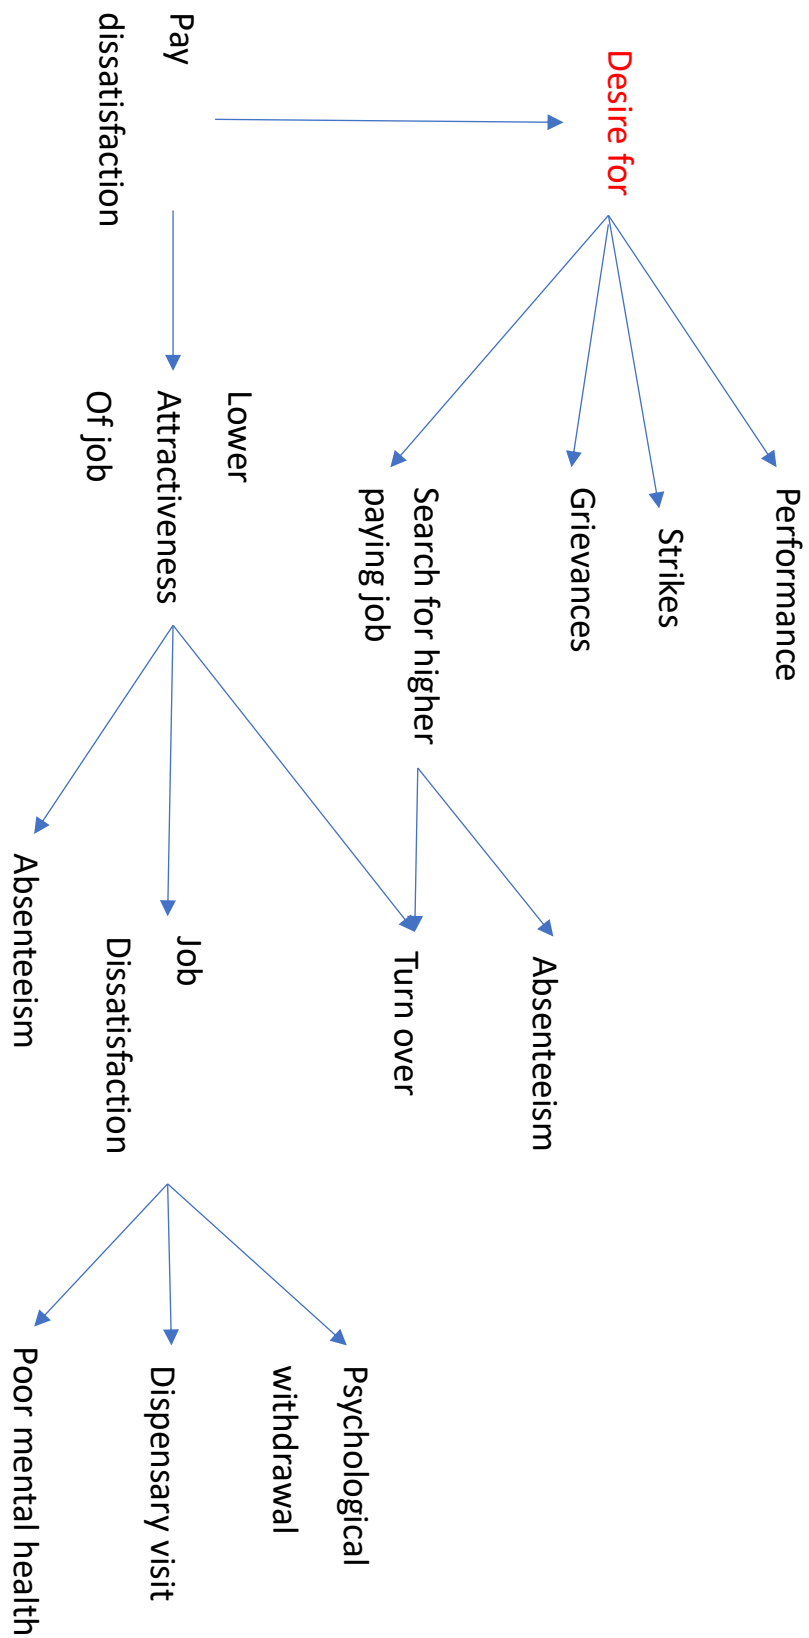 Performance
Strikes
Desire for
Grievances
Search for higher
paying job
Absenteeism
Turn over
Pay
dissatisfaction
Lower
Attractiveness
Of job
Job
Dissatisfaction
Absenteeism
Psychological
withdrawal
Dispensary visit
Poor mental health